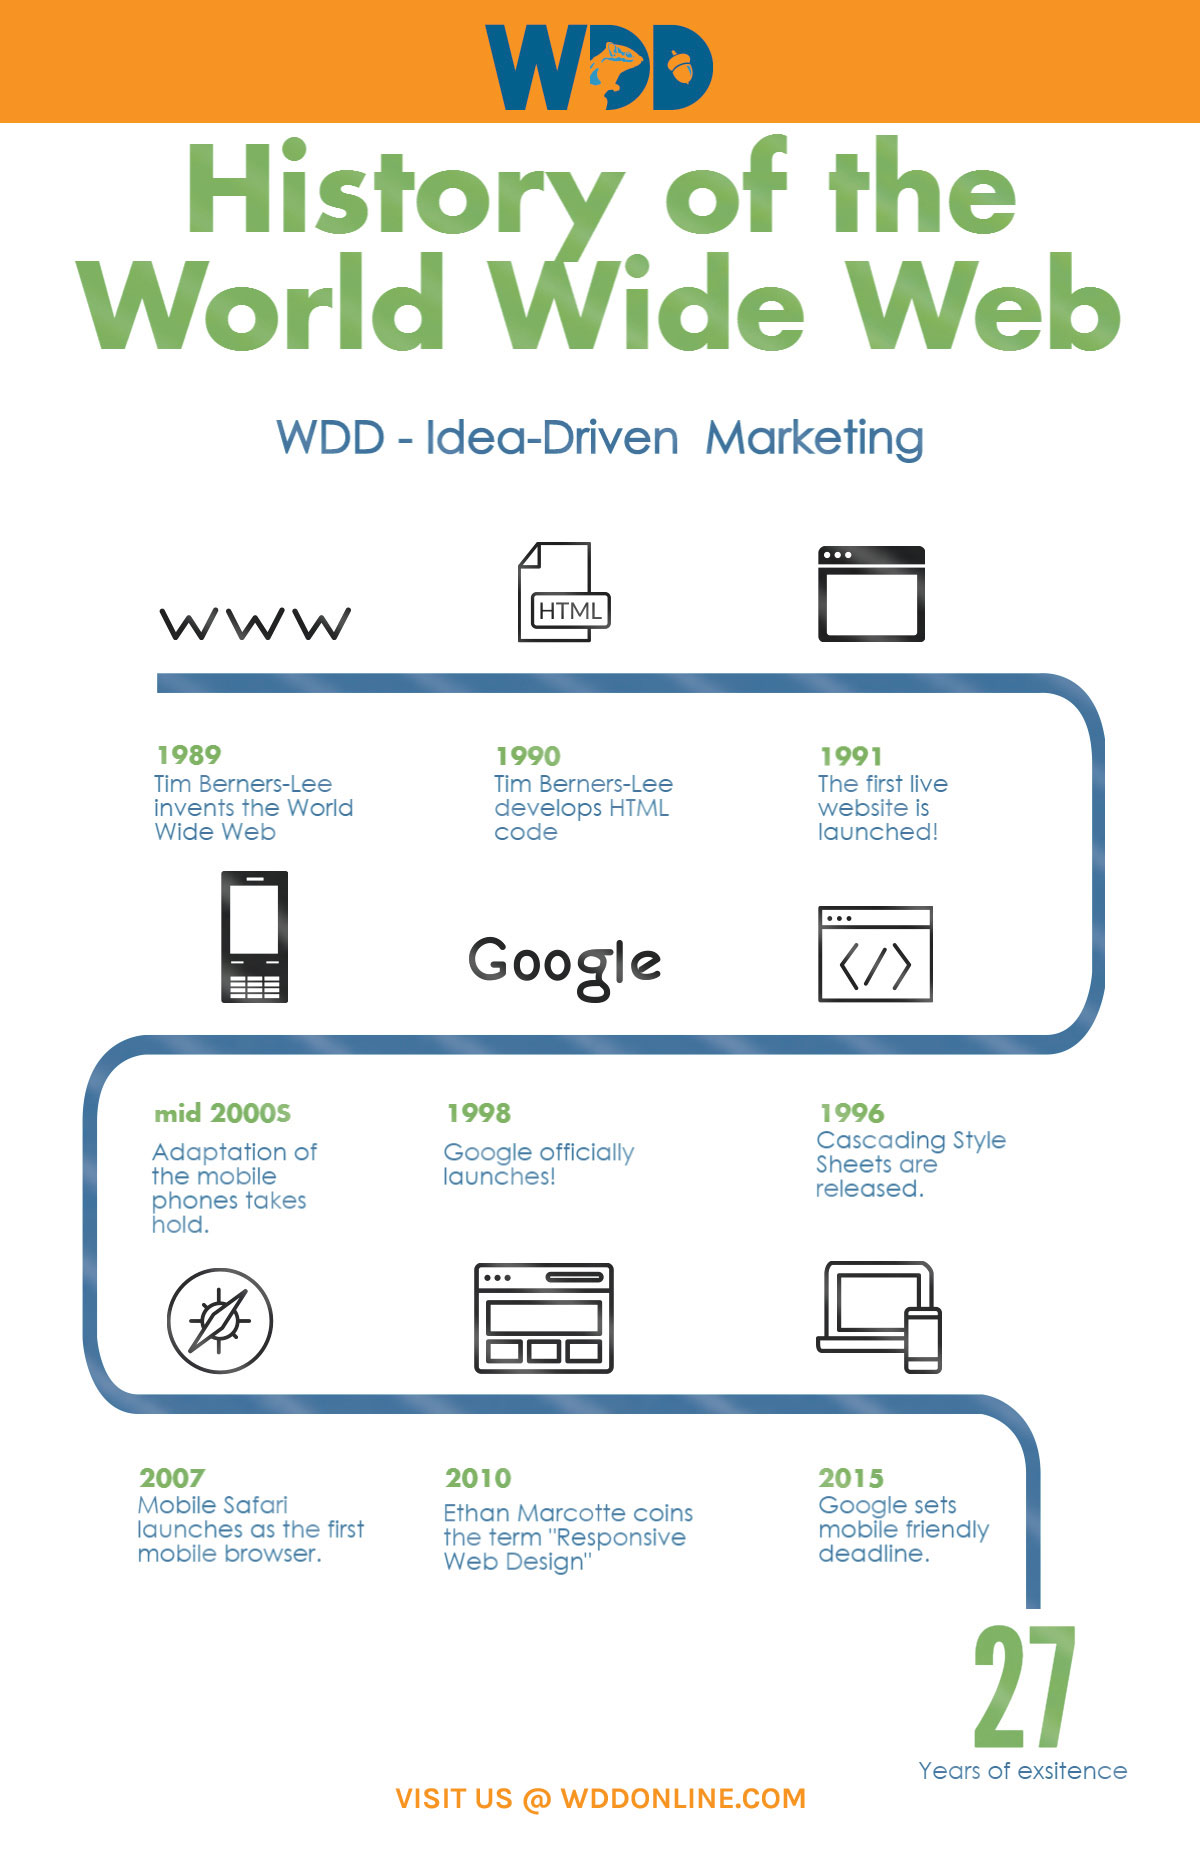 WDD
History of the
World Wide Web
WDD - Idea-Driven Marketing
WWW
HTML
1989
Tim Berners-Lee
invents the World
Wide Web
1990
Tim Berners-Lee
develops HTML
code
1991
The first live
website is
launched!
Google
</>
1996
Cascading Style
Sheets are
released.
1998
Google officially
launches!
mid 2000s
Adaptation of
the mobile
phones takes
hold.
2007
Mobile Safari
launches as the first
mobile browser.
2010
Ethan Marcotte coins
the term "Responsive
Web Design"
2015
Google sets
mobile friendly
deadline.
27
Years of exsitence
VISIT US @ WDDONLINE.COM